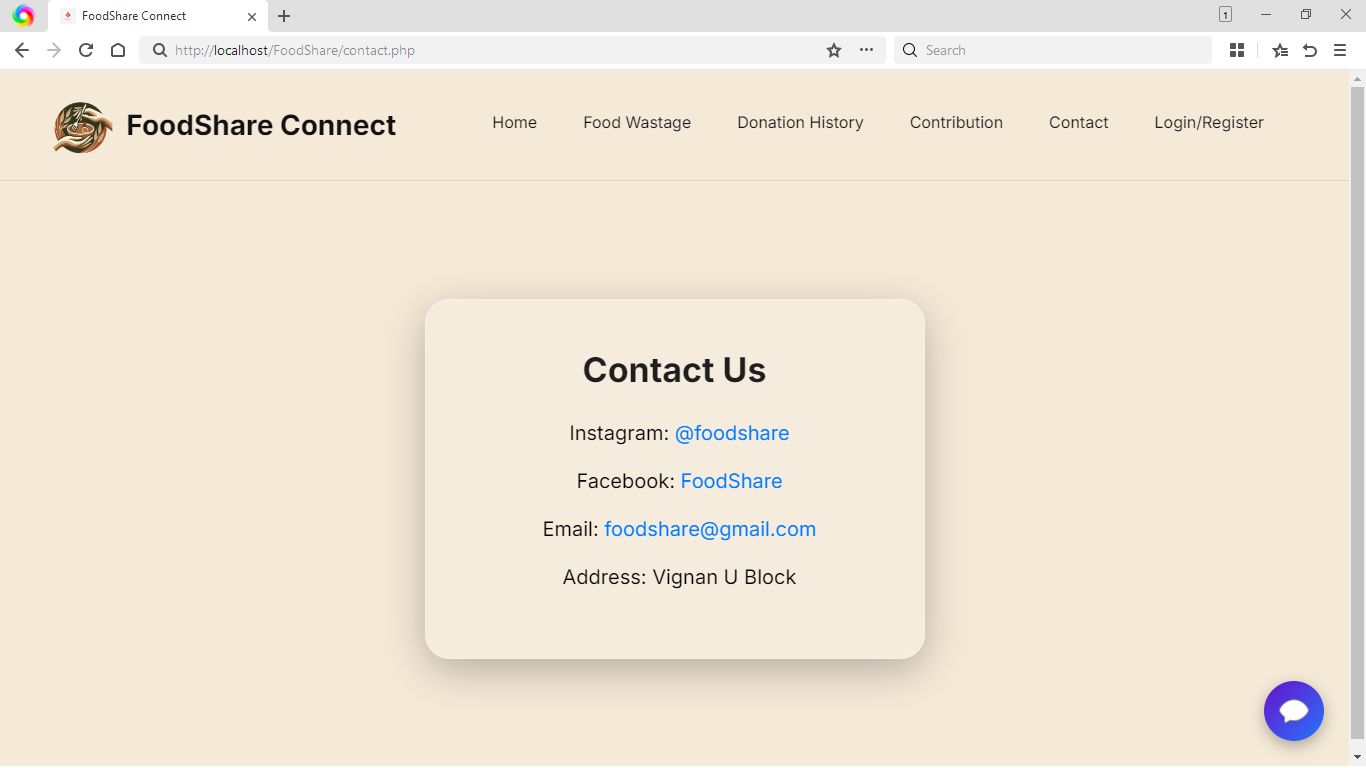 FoodShare Connect
1
http://localhost/FoodShare/contact.php
Search
FoodShare Connect
Home Food Wastage Donation History Contribution Contact Login/Register
Contact Us
Instagram: @foodshare
Facebook: FoodShare
Email: foodshare@gmail.com
Address: Vignan U Block